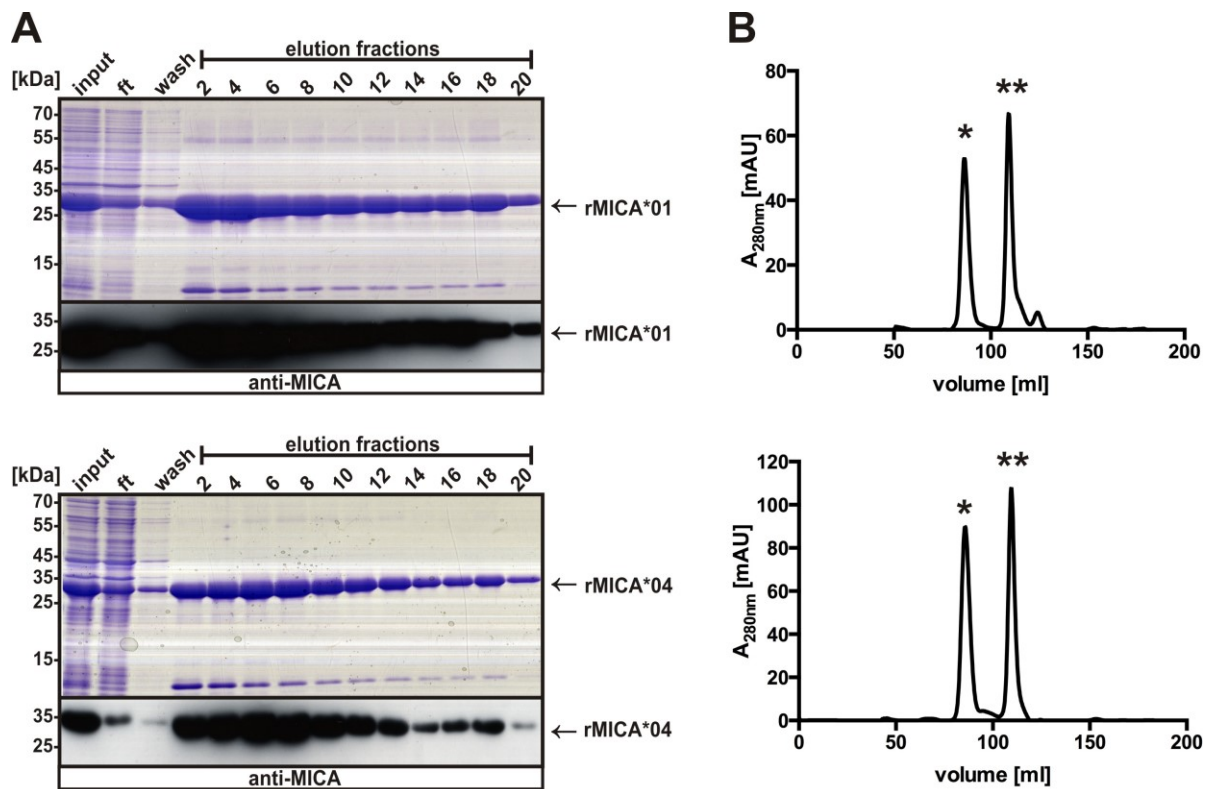 A
elution fractions
[kDa] input ft wash 2 4 6 8 10 12 14 16 18 20
70
55
45
35
25
15
← rMICA*01
35
25
← rMICA*01
anti-MICA
elution fractions
[kDa] input ft wash 2 4 6 8 10 12 14 16 18 20
70
55
45
35
25
15
← rMICA*04
35
25
← rMICA*04
anti-MICA
B
80
60
40
20
0
A280nm [mAU]
* **
0 50 100 150 200
volume [ml]
120
100
80
60
40
20
0
A280nm [mAU]
* **
0 50 100 150 200
volume [ml]